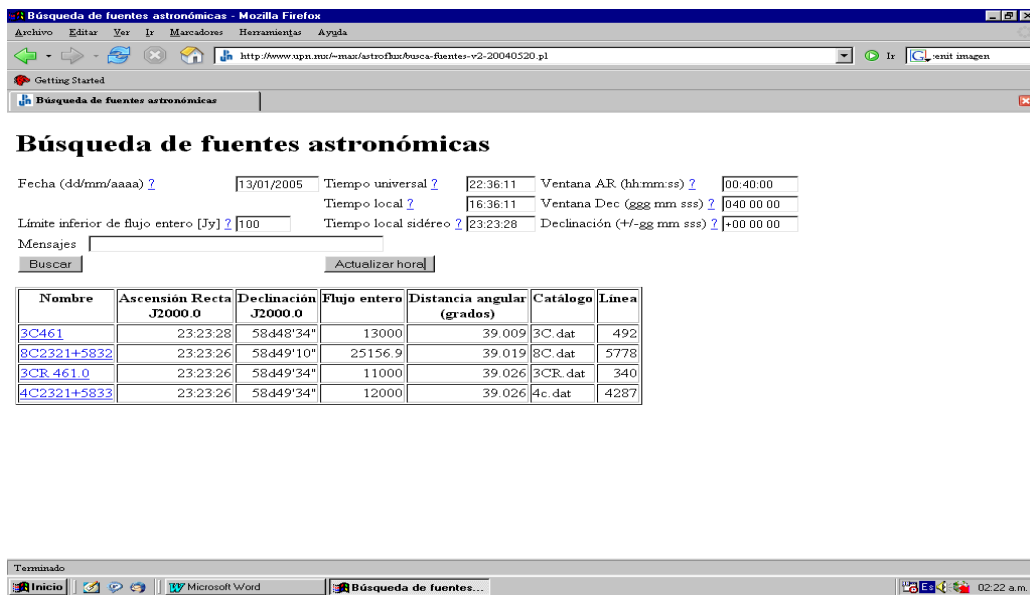 Búsqueda de fuentes astronómicas - Mozilla Firefox
Archivo Editar Ver Ir Marcadores Herramientas Ayuda
http://www.upn.mx/~max/astroflux/busca-fuentes-v2-20040520.pl Ir G enit imagen
Getting Started
Búsqueda de fuentes astronómicas
Búsqueda de fuentes astronómicas
Fecha (dd/mm/aaaa) ? 13/01/2005 Tiempo universal ? 22:36:11 Ventana AR (hh:mm:ss) ? 00:40:00
Tiempo local ? 16:36:11 Ventana Dec (ggg mm sss) ? 040 00 00
Límite inferior de flujo entero [Jy] ? 100 Tiempo local sidéreo ? 23:23:28 Declinación (+/-gg mm sss) ? +00 00 00
Mensajes
Buscar Actualizar hora
Nombre Ascensión Recta J2000.0 Declinación J2000.0 Flujo entero Distancia angular (grados) Catálogo Línea
3C461 23:23:28 58d48'34" 13000 39.009 3C.dat 492
8C2321+5832 23:23:26 58d49'10" 25156.9 39.019 8C.dat 5778
3CR 461.0 23:23:26 58d49'34" 11000 39.026 3CR.dat 340
4C2321+5833 23:23:26 58d49'34" 12000 39.026 4c.dat 4287
Terminado
Inicio Microsoft Word Búsqueda de fuentes... Es 02:22 a.m.